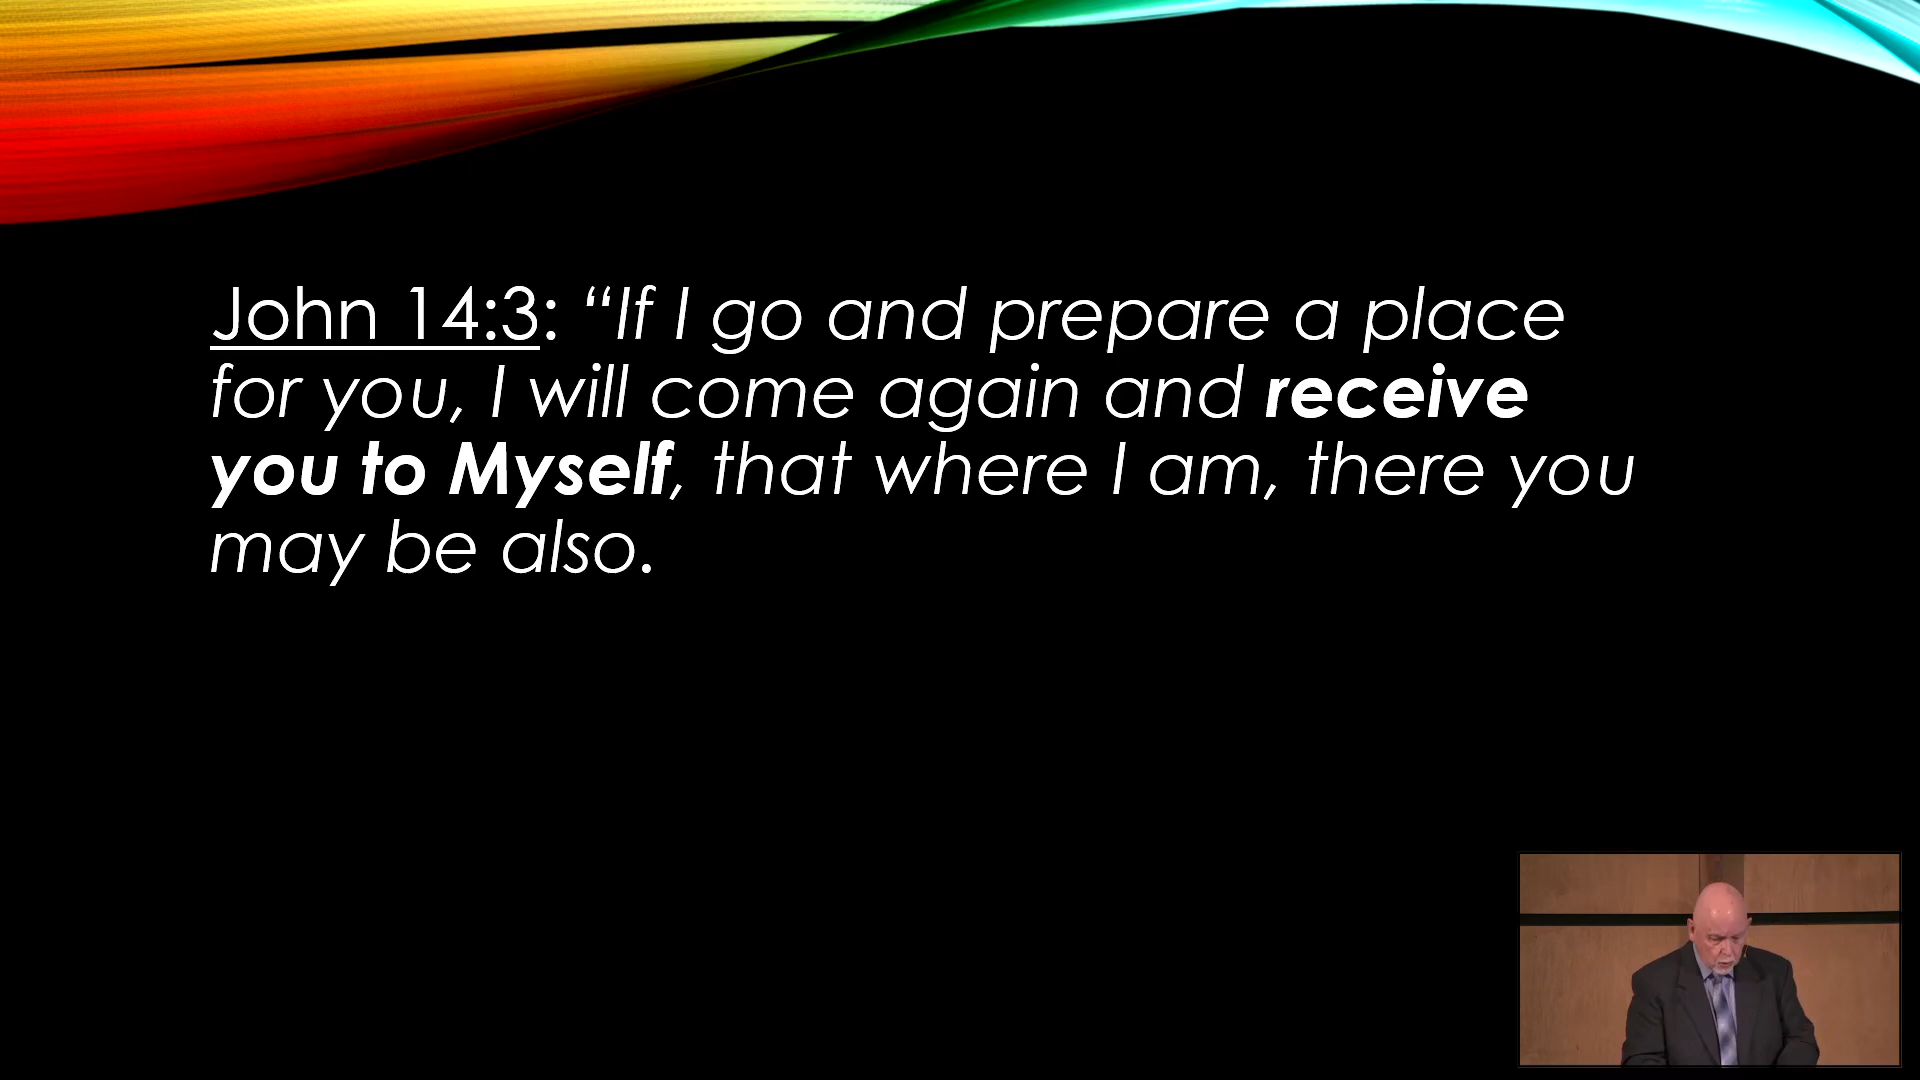 John 14:3: “If I go and prepare a place
for you, I will come again and receive
you to Myself, that where I am, there you
may be also.